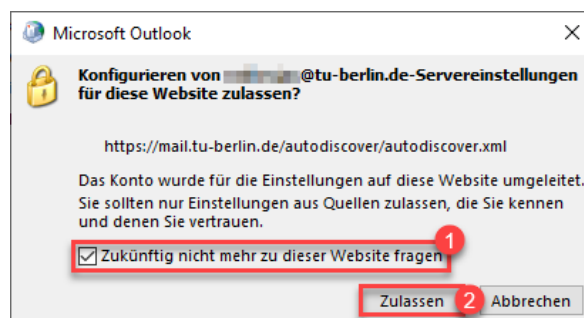 Microsoft Outlook
Konfigurieren von @tu-berlin.de-Servereinstellungen
für diese Website zulassen?
https://mail.tu-berlin.de/autodiscover/autodiscover.xml
Das Konto wurde für die Einstellungen auf diese Website umgeleitet.
Sie sollten nur Einstellungen aus Quellen zulassen, die Sie kennen
und denen Sie vertrauen.
1
Zukünftig nicht mehr zu dieser Website fragen
Zulassen 2 Abbrechen